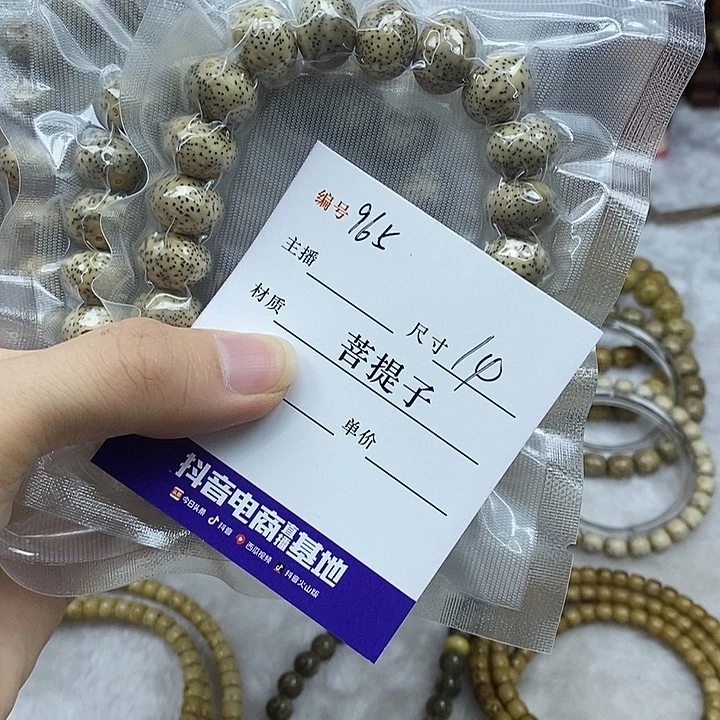 编号 965
主播
尺寸 14
材质 菩提子
单价
抖音电商直播基地
今日头条 抖音 西瓜视频 抖音火山版